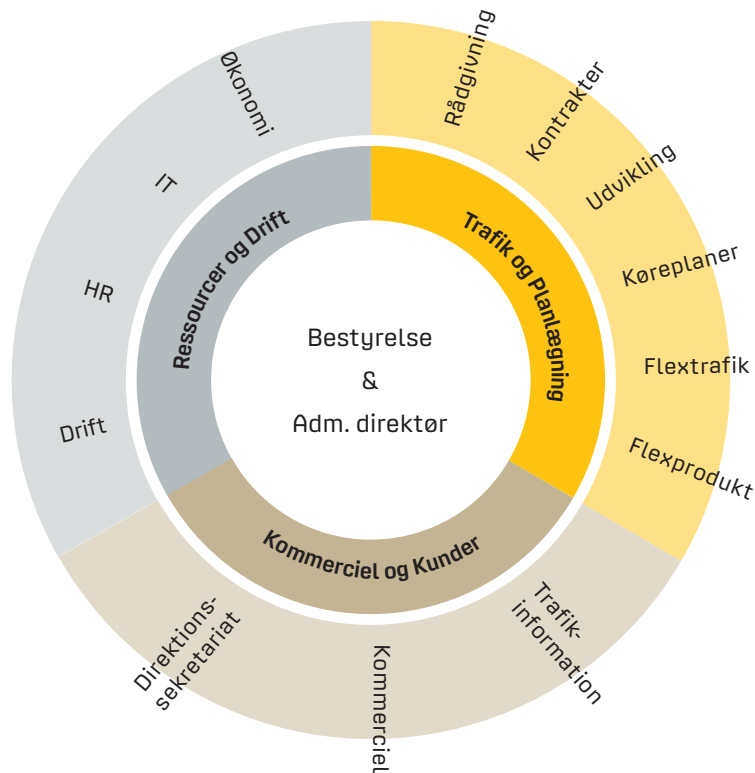 Bestyrelse
&
Adm. direktør
Trafik og Planlægning
Rådgivning
Kontrakter
Udvikling
Køreplaner
Flextrafik
Flexprodukt
Kommerciel og Kunder
Trafik-
information
Kommerciel
Direktions-
sekretariat
Ressourcer og Drift
Drift
HR
IT
Økonomi